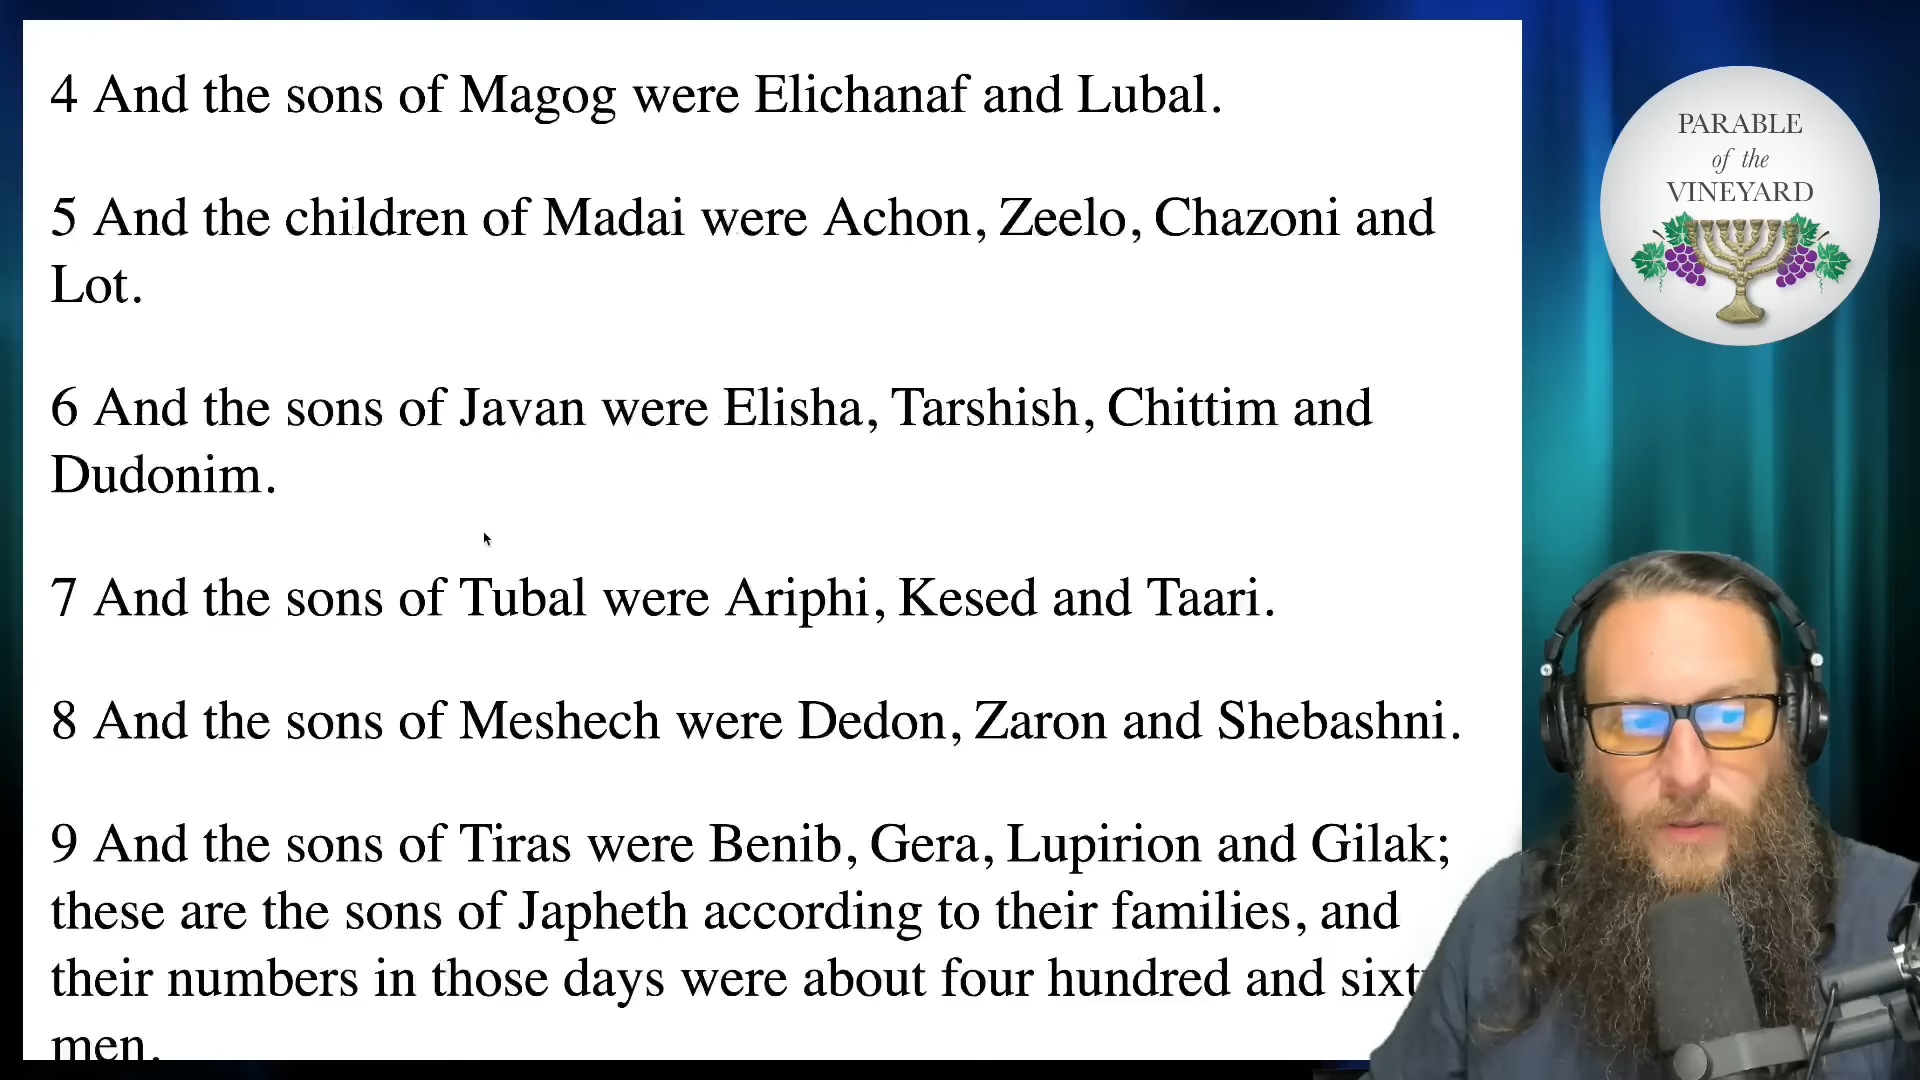 4 And the sons of Magog were Elichanaf and Lubal.
5 And the children of Madai were Achon, Zeelo, Chazoni and
Lot.
6 And the sons of Javan were Elisha, Tarshish, Chittim and
Dudonim.
7 And the sons of Tubal were Ariphi, Kesed and Taari.
8 And the sons of Meshech were Dedon, Zaron and Shebashni.
9 And the sons of Tiras were Benib, Gera, Lupirion and Gilak;
these are the sons of Japheth according to their families, and
their numbers in those days were about four hundred and sixty
men.
PARABLE
of the
VINEYARD